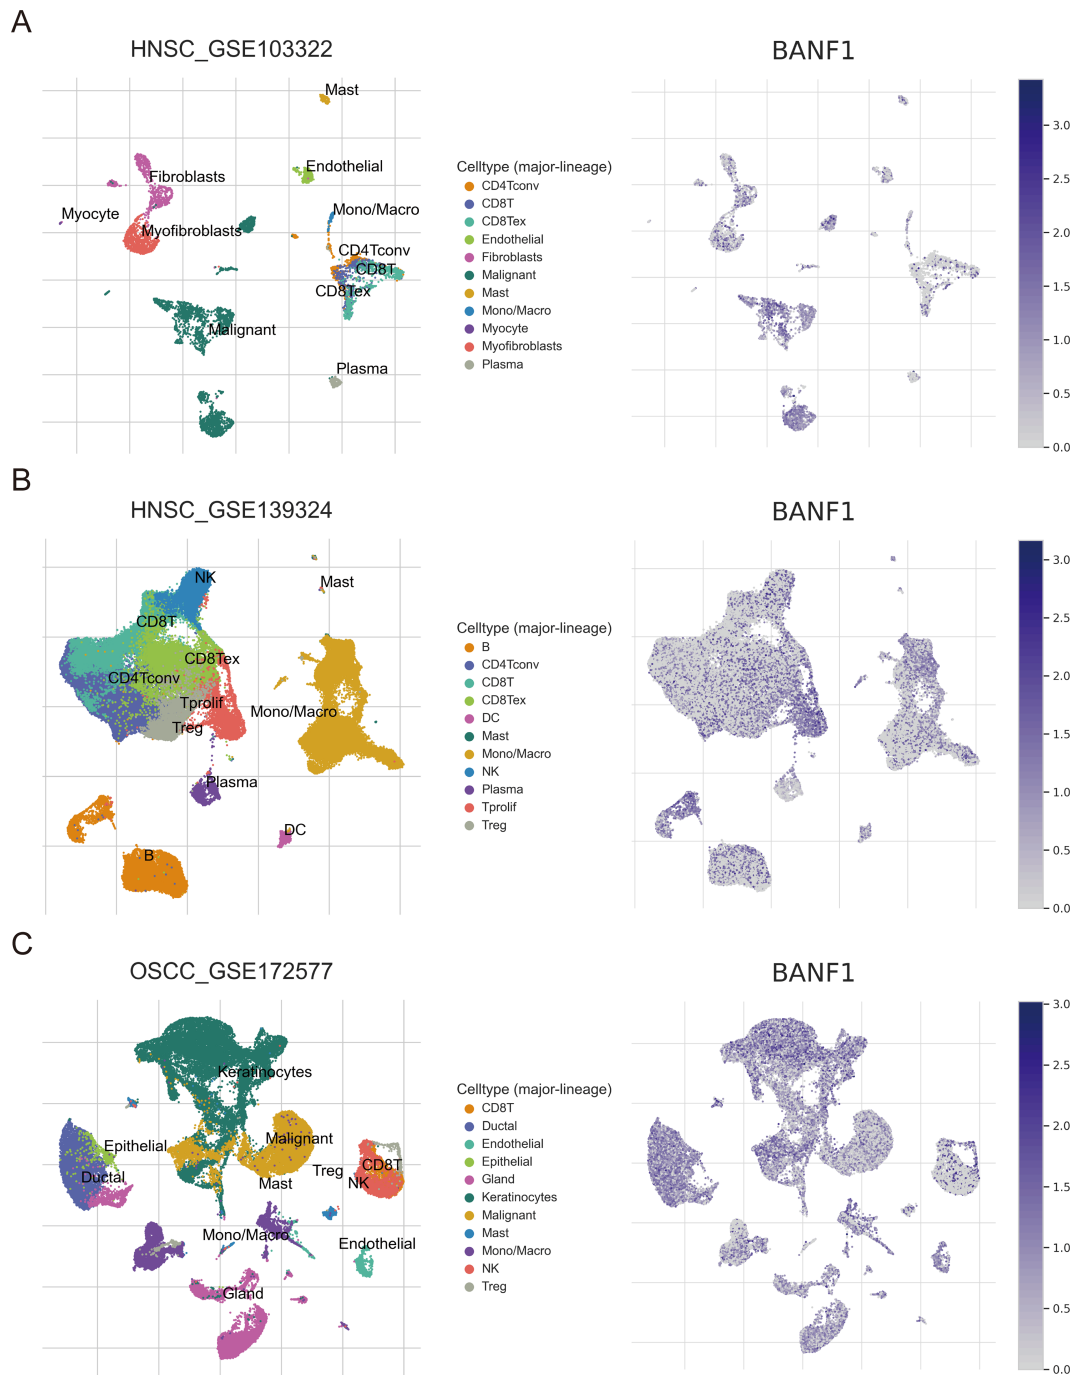 A
HNSC_GSE103322
BANF1
Mast
Fibroblasts
Endothelial
Myocyte
Mono/Macro
Myofibroblasts
CD4Tconv
CD8T
CD8Tex
Malignant
Plasma
Celltype (major-lineage)
CD4Tconv
CD8T
CD8Tex
Endothelial
Fibroblasts
Malignant
Mast
Mono/Macro
Myocyte
Myofibroblasts
Plasma
3.0
2.5
2.0
1.5
1.0
0.5
0.0
B
HNSC_GSE139324
BANF1
NK
Mast
CD8T
CD8Tex
CD4Tconv
Tprolif
Mono/Macro
Treg
Plasma
DC
B
Celltype (major-lineage)
B
CD4Tconv
CD8T
CD8Tex
DC
Mast
Mono/Macro
NK
Plasma
Tprolif
Treg
3.0
2.5
2.0
1.5
1.0
0.5
0.0
C
OSCC_GSE172577
BANF1
Keratinocytes
Epithelial
Malignant
Ductal
Treg
CD8T
Mast
NK
Mono/Macro
Endothelial
Gland
Celltype (major-lineage)
CD8T
Ductal
Endothelial
Epithelial
Gland
Keratinocytes
Malignant
Mast
Mono/Macro
NK
Treg
3.0
2.5
2.0
1.5
1.0
0.5
0.0